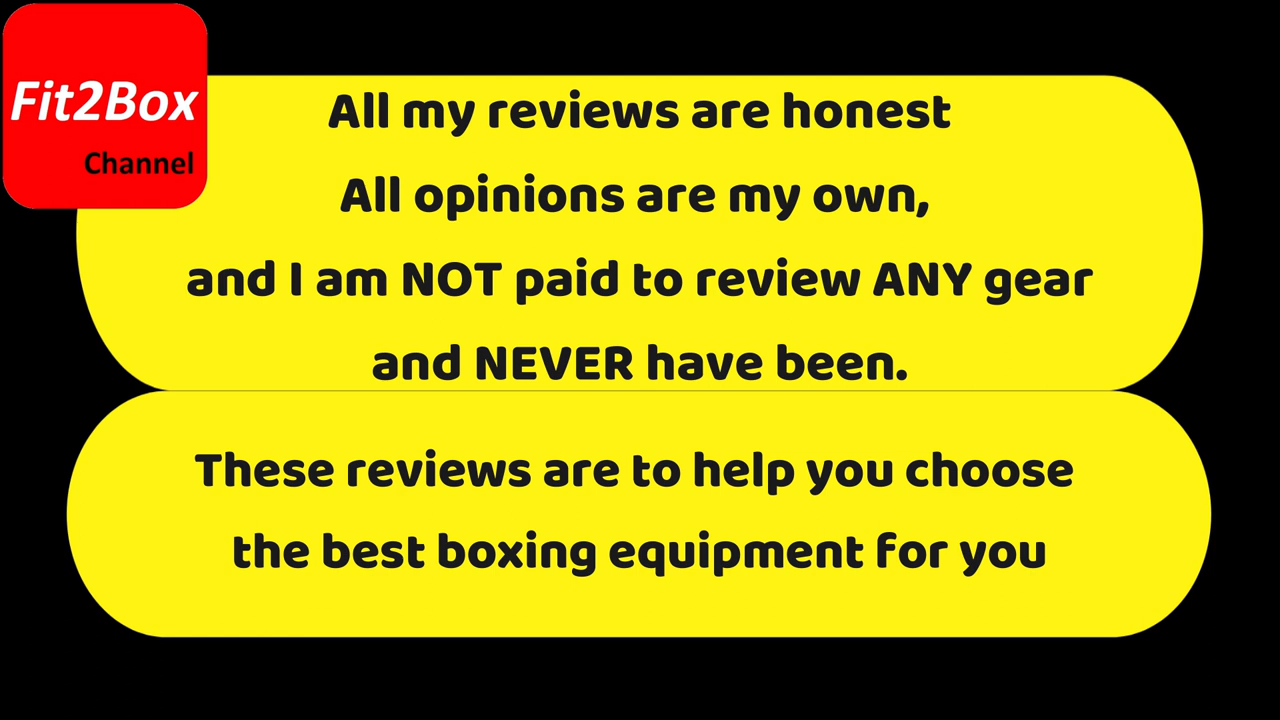 Fit2Box
Channel
All my reviews are honest
All opinions are my own,
and I am NOT paid to review ANY gear
and NEVER have been.
These reviews are to help you choose
the best boxing equipment for you